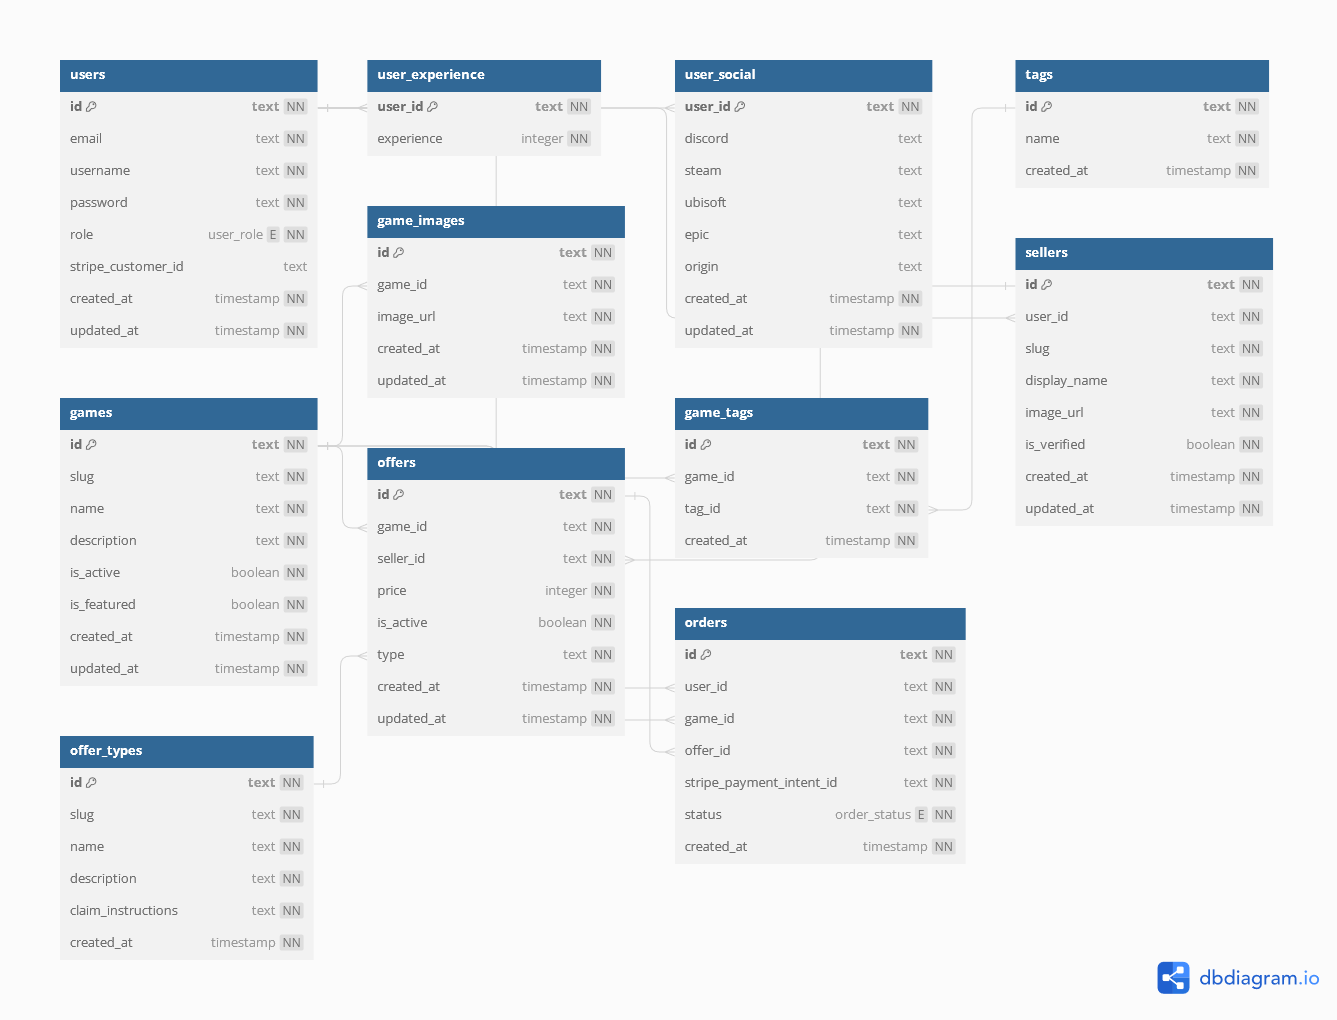 users
id text NN
email text NN
username text NN
password text NN
role user_role E NN
stripe_customer_id text
created_at timestamp NN
updated_at timestamp NN
user_experience
user_id text NN
experience integer NN
user_social
user_id text NN
discord text
steam text
ubisoft text
epic text
origin text
created_at timestamp NN
updated_at timestamp NN
tags
id text NN
name text NN
created_at timestamp NN
game_images
id text NN
game_id text NN
image_url text NN
created_at timestamp NN
updated_at timestamp NN
sellers
id text NN
user_id text NN
slug text NN
display_name text NN
image_url text NN
is_verified boolean NN
created_at timestamp NN
updated_at timestamp NN
games
id text NN
slug text NN
name text NN
description text NN
is_active boolean NN
is_featured boolean NN
created_at timestamp NN
updated_at timestamp NN
offers
id text NN
game_id text NN
seller_id text NN
price integer NN
is_active boolean NN
type text NN
created_at timestamp NN
updated_at timestamp NN
game_tags
id text NN
game_id text NN
tag_id text NN
created_at timestamp NN
orders
id text NN
user_id text NN
game_id text NN
offer_id text NN
stripe_payment_intent_id text NN
status order_status E NN
created_at timestamp NN
offer_types
id text NN
slug text NN
name text NN
description text NN
claim_instructions text NN
created_at timestamp NN
dbdiagram.io